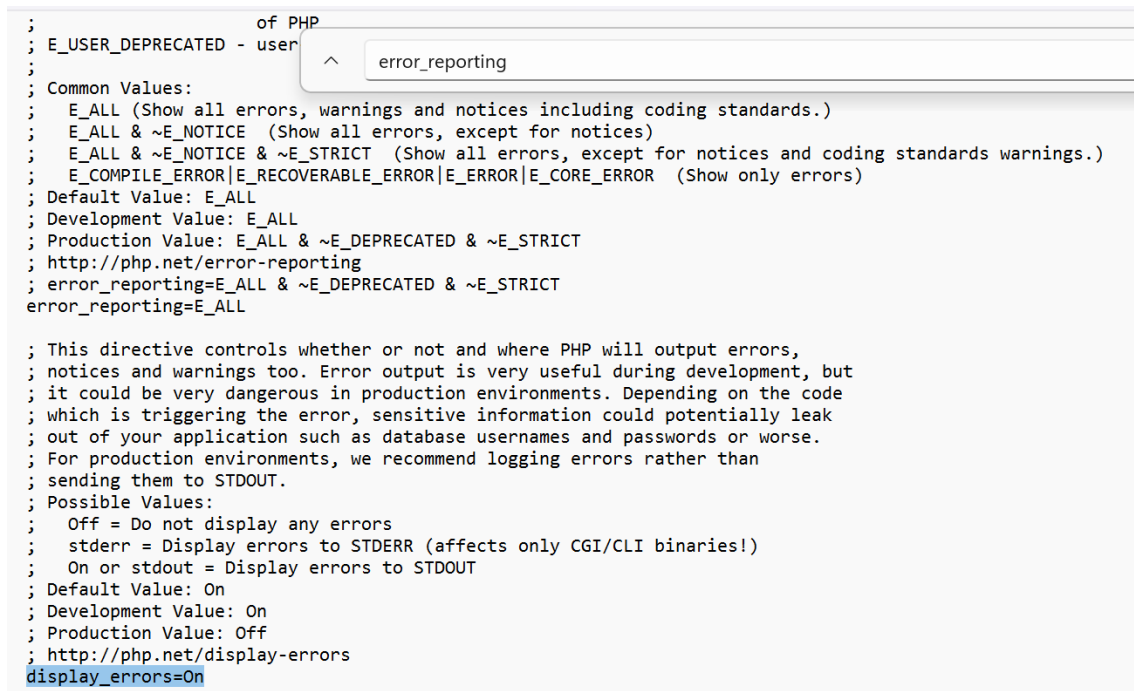 ; of PHP
; E_USER_DEPRECATED - user
error_reporting
;
; Common Values:
; E_ALL (Show all errors, warnings and notices including coding standards.)
; E_ALL & ~E_NOTICE (Show all errors, except for notices)
; E_ALL & ~E_NOTICE & ~E_STRICT (Show all errors, except for notices and coding standards warnings.)
; E_COMPILE_ERROR|E_RECOVERABLE_ERROR|E_ERROR|E_CORE_ERROR (Show only errors)
; Default Value: E_ALL
; Development Value: E_ALL
; Production Value: E_ALL & ~E_DEPRECATED & ~E_STRICT
; http://php.net/error-reporting
; error_reporting=E_ALL & ~E_DEPRECATED & ~E_STRICT
error_reporting=E_ALL

; This directive controls whether or not and where PHP will output errors,
; notices and warnings too. Error output is very useful during development, but
; it could be very dangerous in production environments. Depending on the code
; which is triggering the error, sensitive information could potentially leak
; out of your application such as database usernames and passwords or worse.
; For production environments, we recommend logging errors rather than
; sending them to STDOUT.
; Possible Values:
; Off = Do not display any errors
; stderr = Display errors to STDERR (affects only CGI/CLI binaries!)
; On or stdout = Display errors to STDOUT
; Default Value: On
; Development Value: On
; Production Value: Off
; http://php.net/display-errors
display_errors=On